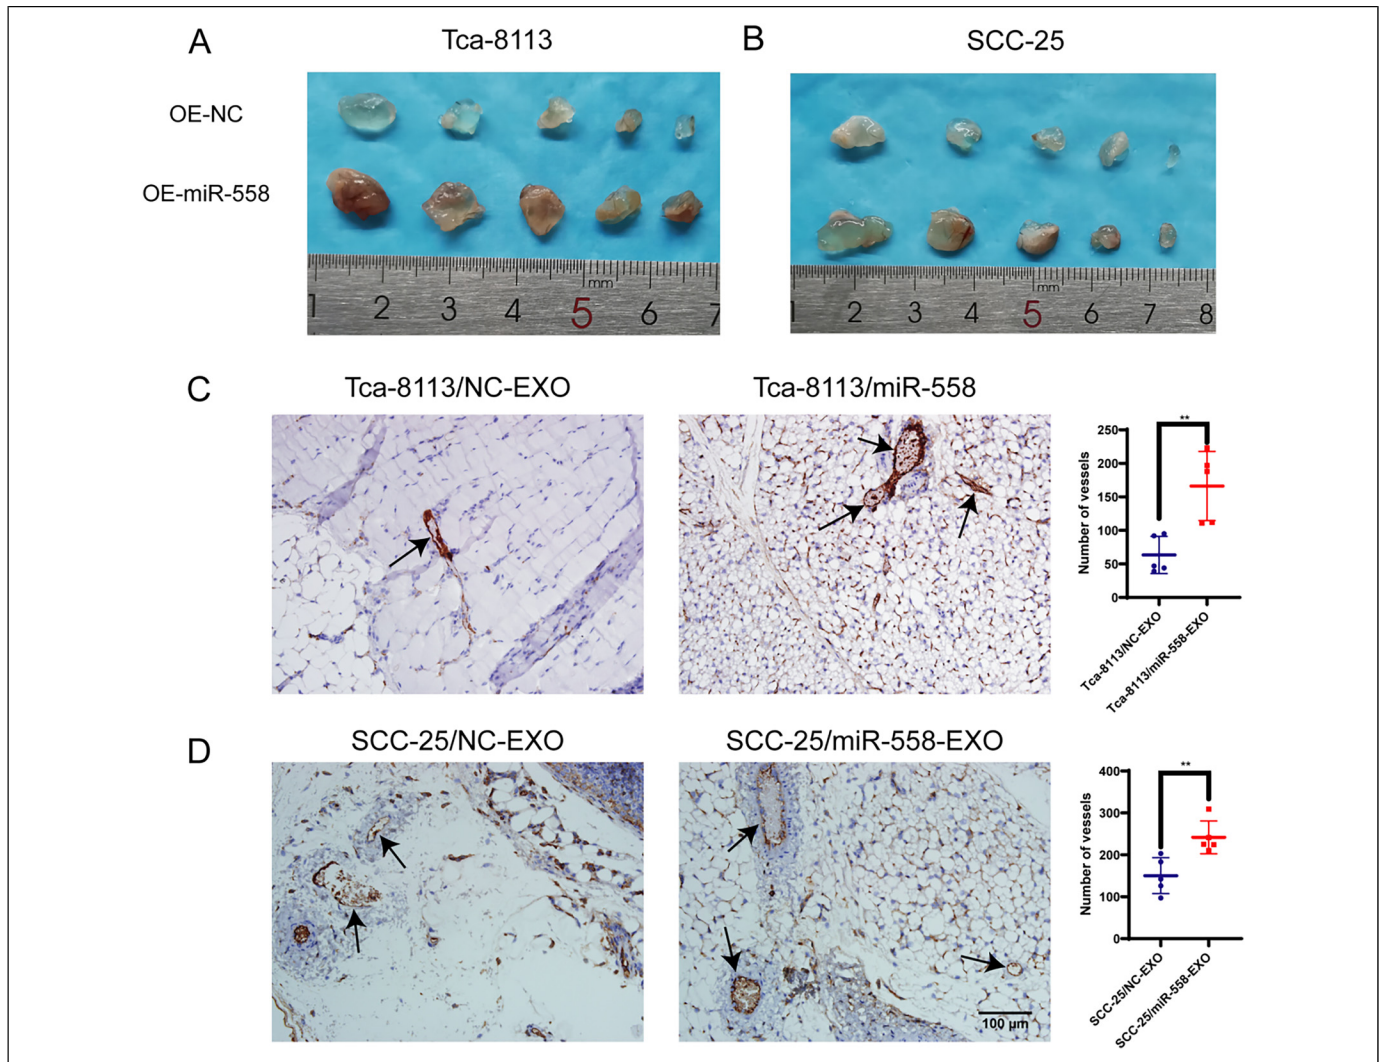 A
Tca-8113
B
SCC-25
OE-NC
OE-miR-558
mm
1 2 3 4 5 6 7
mm
1 2 3 4 5 6 7 8
C
Tca-8113/NC-EXO
Tca-8113/miR-558
**
250
200
150
100
50
0
Number of vessels
Tca-8113/NC-EXO
Tca-8113/miR-558-EXO
D
SCC-25/NC-EXO
SCC-25/miR-558-EXO
100 μm
**
400
300
200
100
0
Number of vessels
SCC-25/NC-EXO
SCC-25/miR-558-EXO